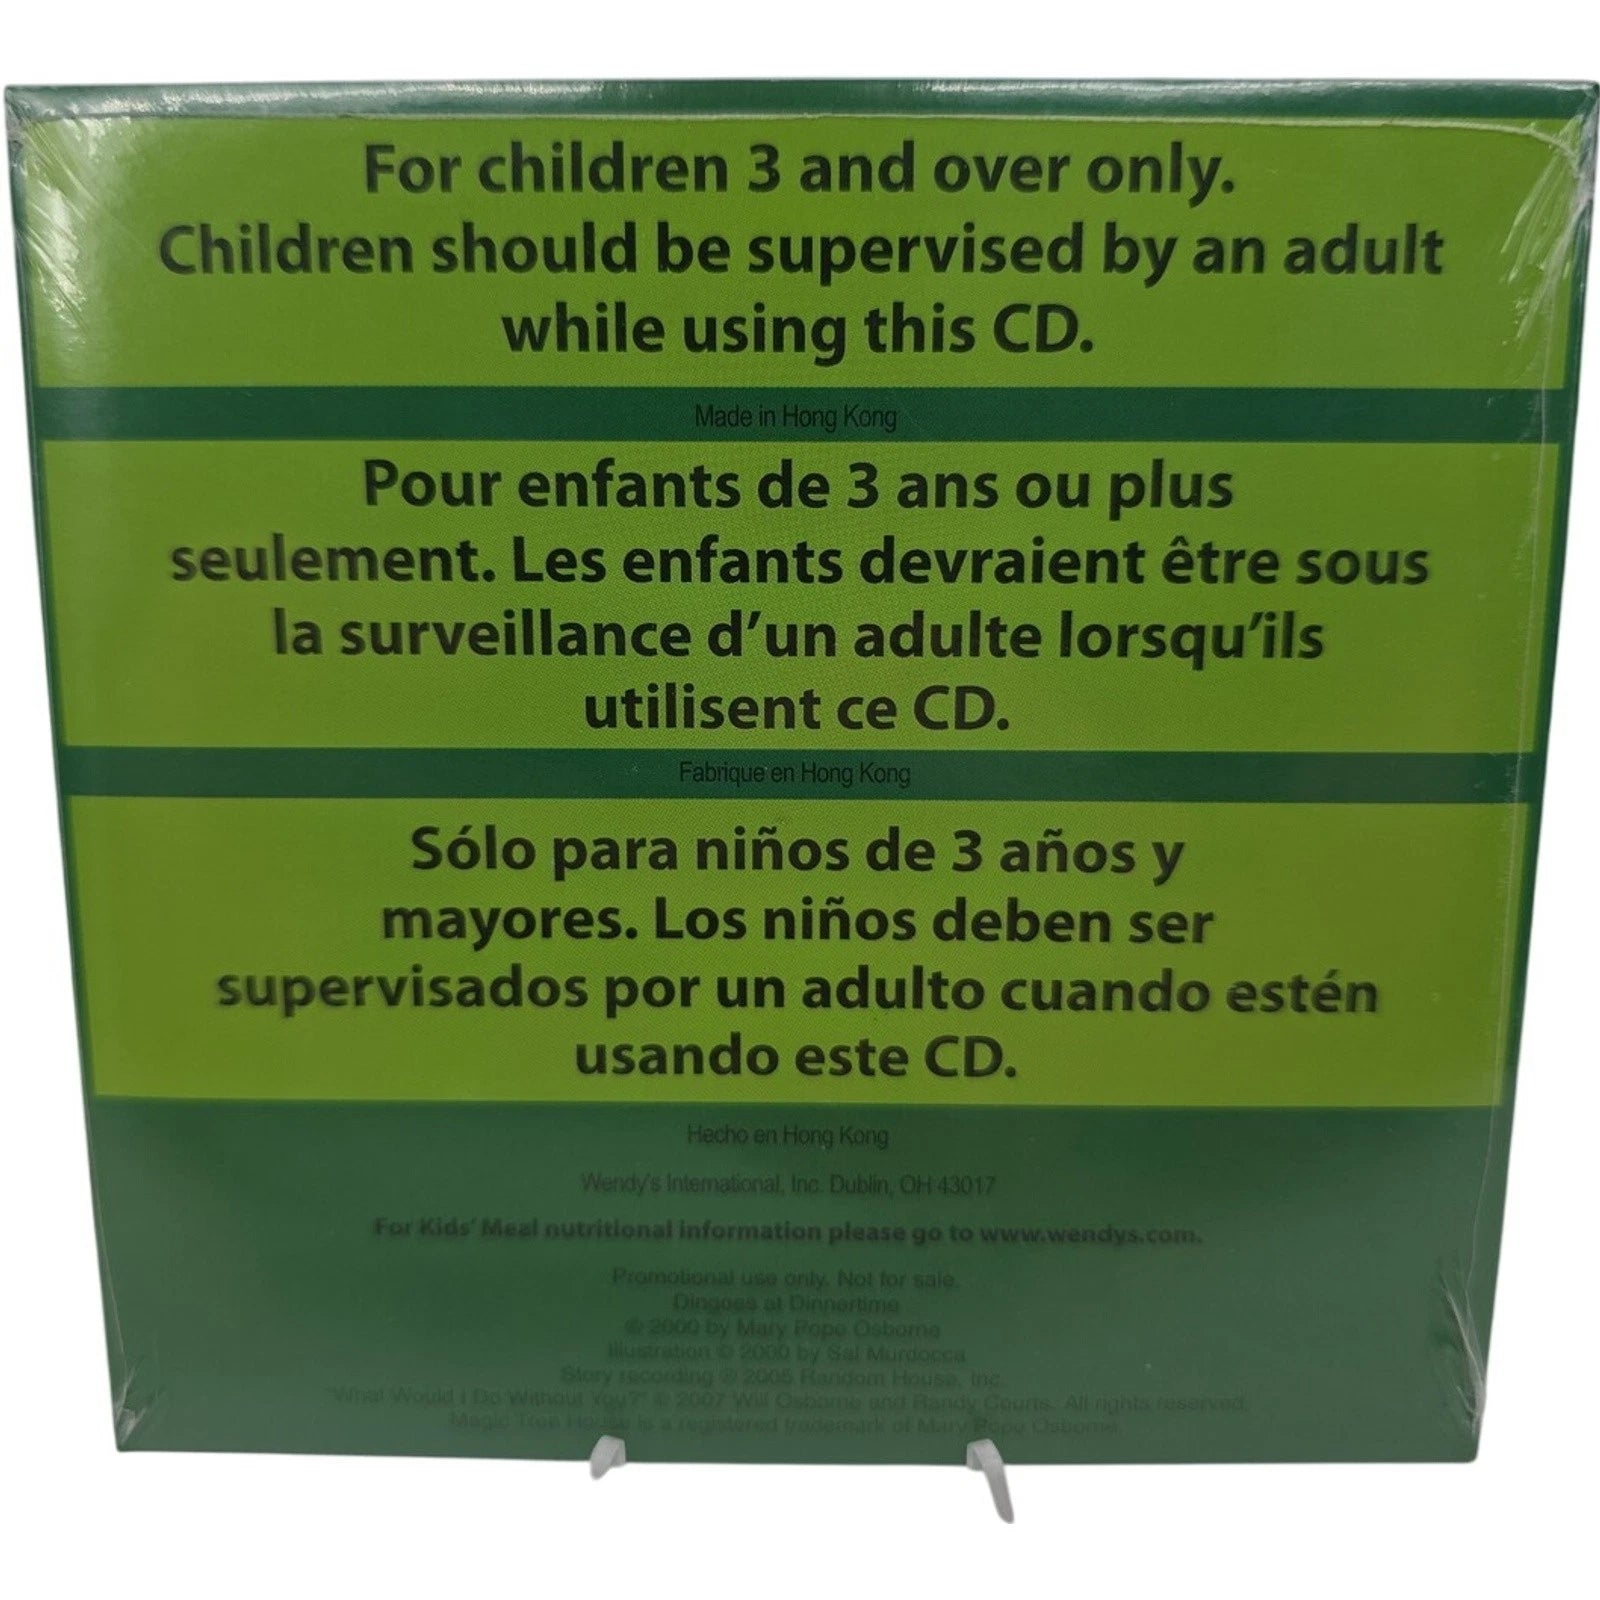 For children 3 and over only.
Children should be supervised by an adult
while using this CD.
Made in Hong Kong
Pour enfants de 3 ans ou plus
seulement. Les enfants devraient être sous
la surveillance d’un adulte lorsqu’ils
utilisent ce CD.
Fabrique en Hong Kong
Sólo para niños de 3 años y
mayores. Los niños deben ser
supervisados por un adulto cuando estén
usando este CD.
Hecho en Hong Kong
Wendy's International, Inc. Dublin, OH 43017
For Kids’ Meal nutritional information please go to www.wendys.com.
Promotional use only. Not for sale.
Dingoes at Dinnertime
© 2000 by Mary Pope Osborne
Illustration © 2000 by Sal Murdocca
Story recording ℗ 2005 Random House, Inc.
"What Would I Do Without You?" © 2007 Will Osborne and Randy Courts. All rights reserved.
Magic Tree House is a registered trademark of Mary Pope Osborne.